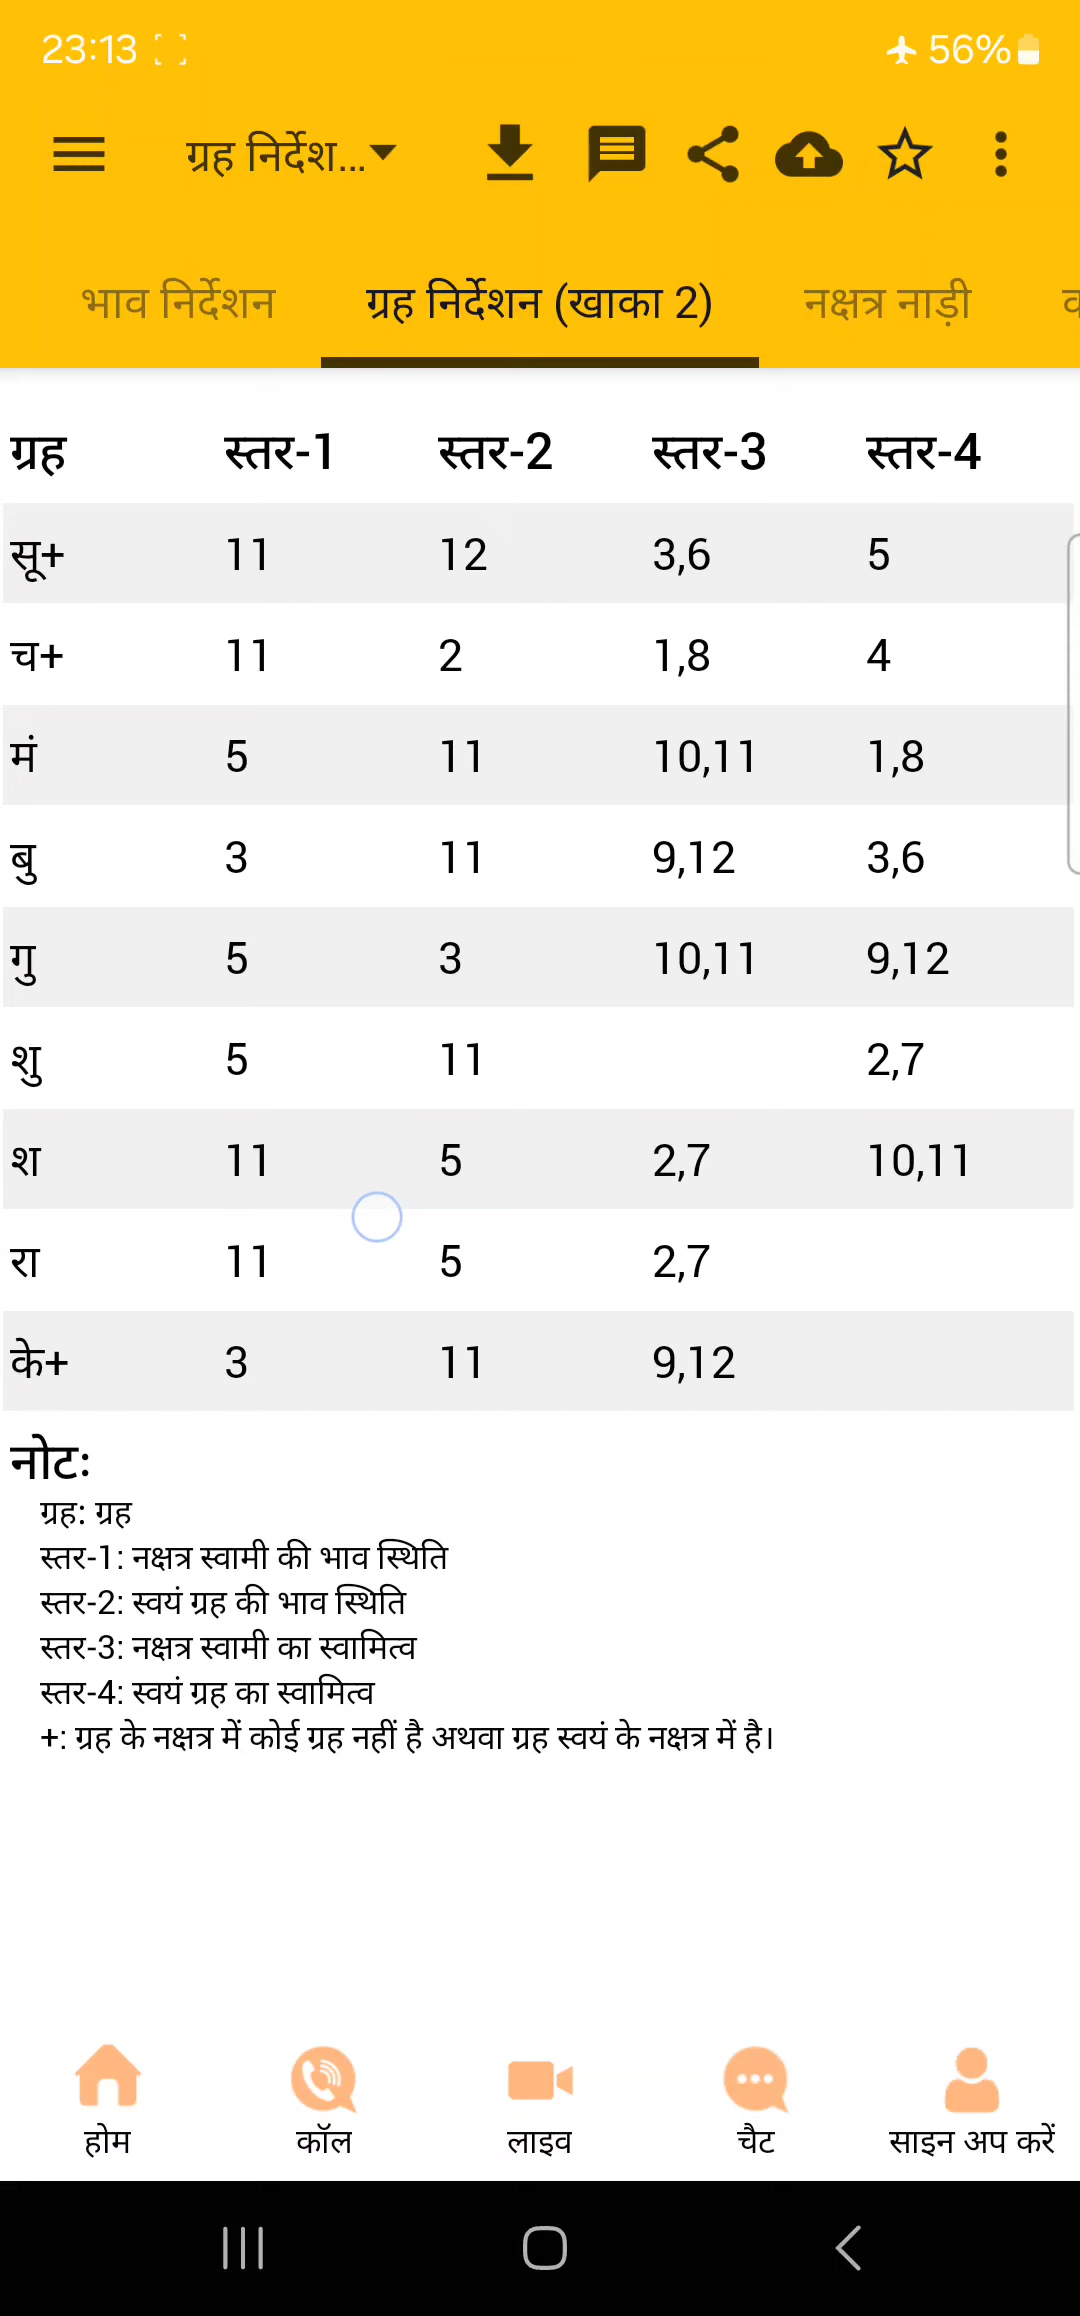 23:13 56%
ग्रह निर्देश...
भाव निर्देशन ग्रह निर्देशन (खाका 2) नक्षत्र नाड़ी
ग्रह स्तर-1 स्तर-2 स्तर-3 स्तर-4
सू+ 11 12 3,6 5
च+ 11 2 1,8 4
मं 5 11 10,11 1,8
बु 3 11 9,12 3,6
गु 5 3 10,11 9,12
शु 5 11 2,7
श 11 5 2,7 10,11
रा 11 5 2,7
के+ 3 11 9,12
नोटः
ग्रह: ग्रह
स्तर-1: नक्षत्र स्वामी की भाव स्थिति
स्तर-2: स्वयं ग्रह की भाव स्थिति
स्तर-3: नक्षत्र स्वामी का स्वामित्व
स्तर-4: स्वयं ग्रह का स्वामित्व
+: ग्रह के नक्षत्र में कोई ग्रह नहीं है अथवा ग्रह स्वयं के नक्षत्र में है।
होम कॉल लाइव चैट साइन अप करें